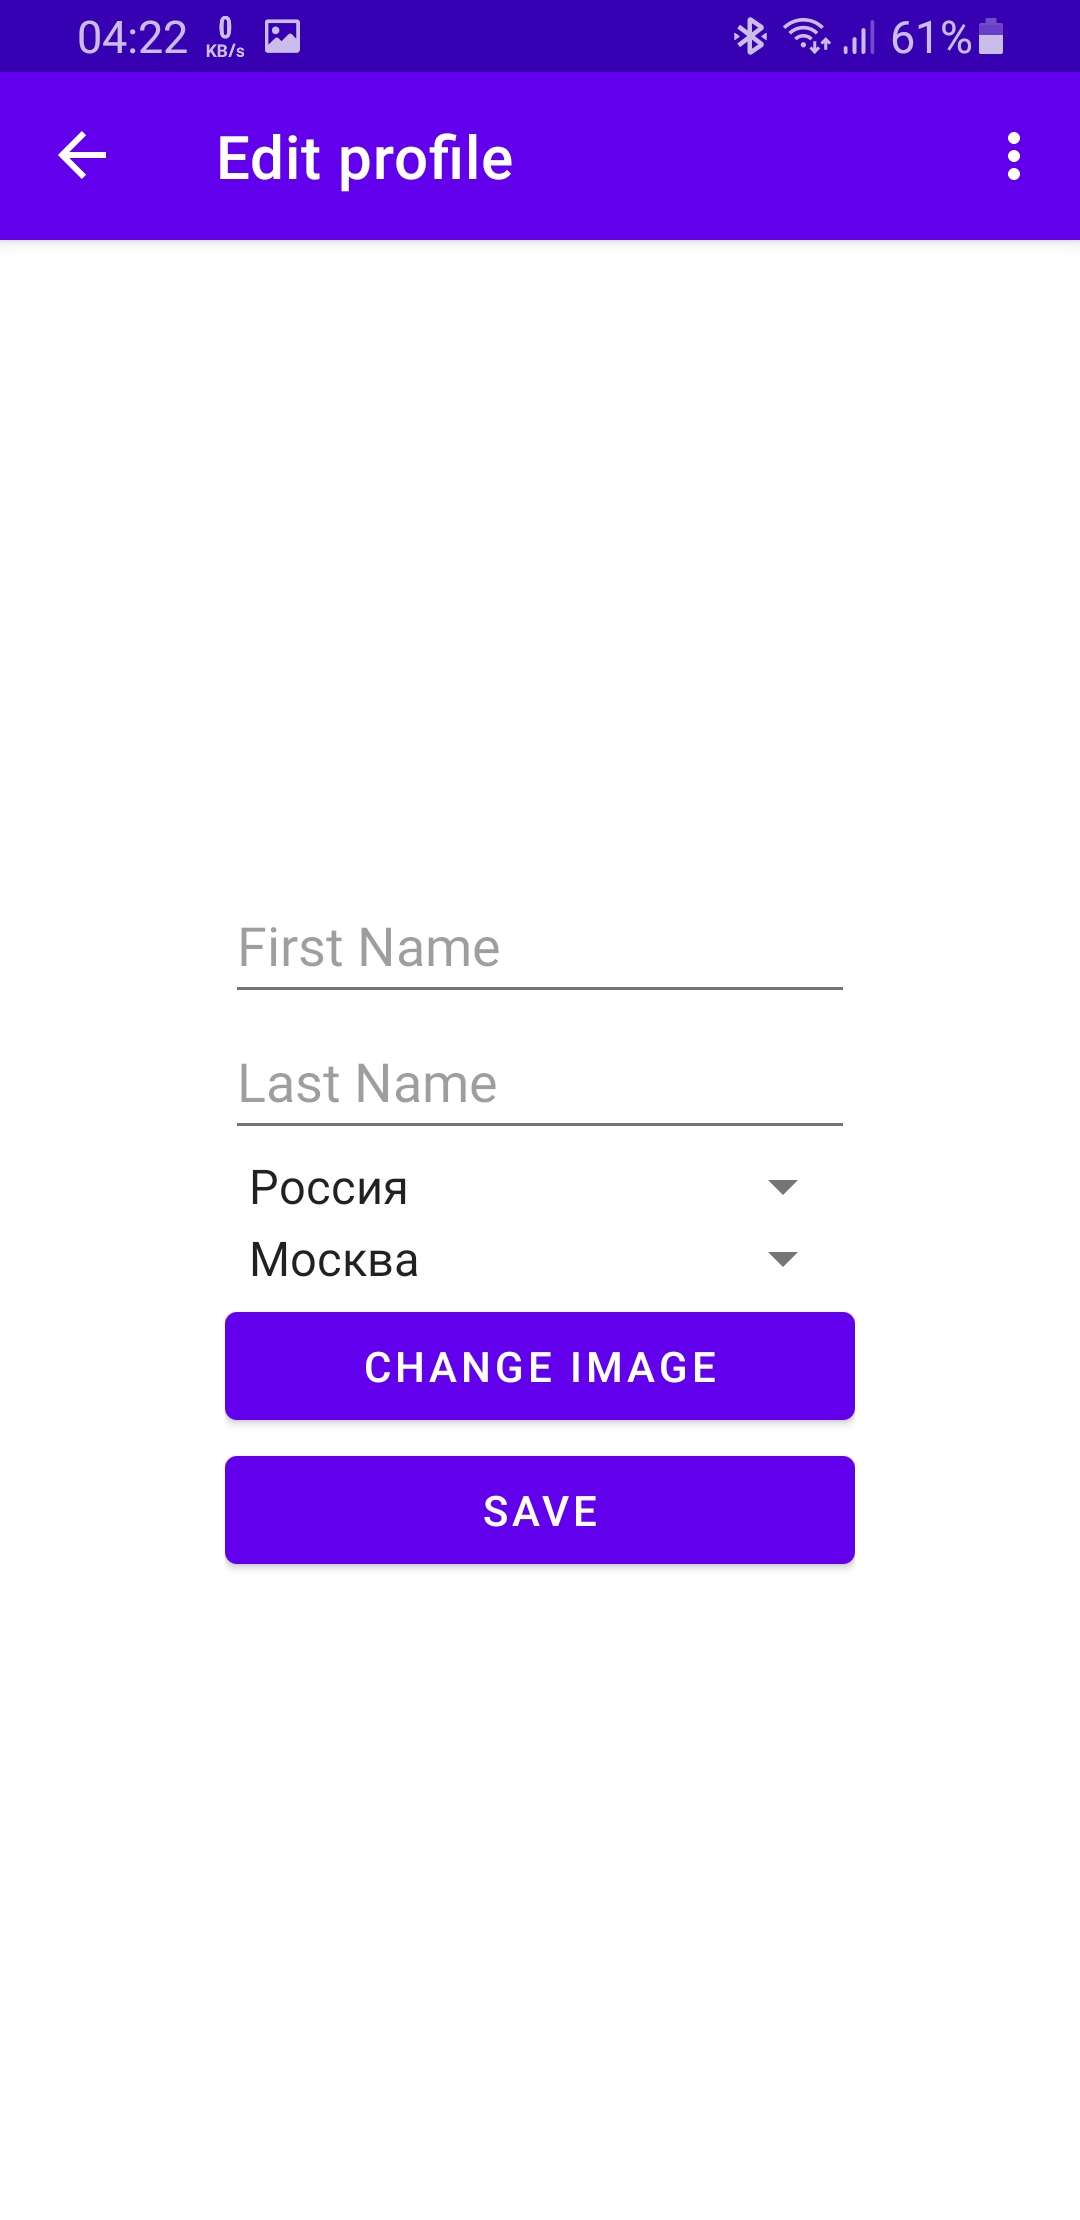 04:22 0 KB/s 61%
Edit profile
First Name
Last Name
Россия
Москва
CHANGE IMAGE
SAVE